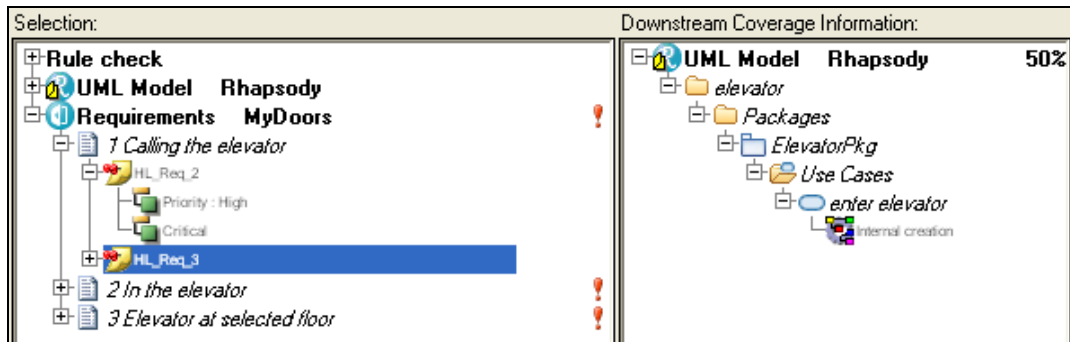 Selection:
Rule check
UML Model Rhapsody
Requirements MyDoors
1 Calling the elevator
HL_Req_2
Priority : High
Critical
HL_Req_3
2 In the elevator
3 Elevator at selected floor
Downstream Coverage Information:
UML Model Rhapsody 50%
elevator
Packages
ElevatorPkg
Use Cases
enter elevator
Internal creation